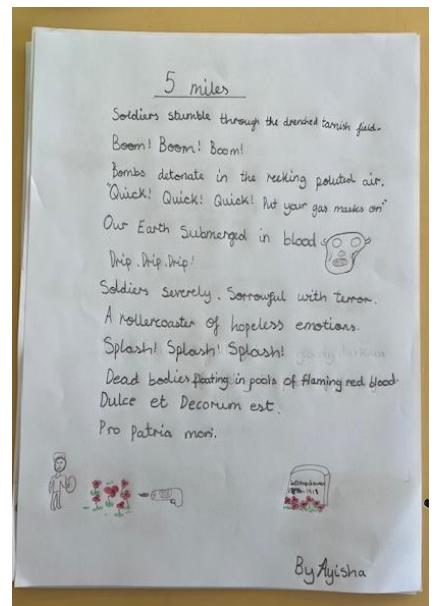 5 miles
Soldiers stumble through the drenched tarnish field.
Boom! Boom! Boom!
Bombs detonate in the reeking poluted air.
"Quick! Quick! Quick! Put your gas masks on"
Our Earth Submerged in blood
Drip. Drip. Drip!
Soldiers severely. Sorrowful with terror.
A rollercoaster of hopeless emotions.
Splash! Splash! Splash!
Dead bodies floating in pools of flaming red blood.
Dulce et Decorum est.
Pro patria mori.
By Ayisha